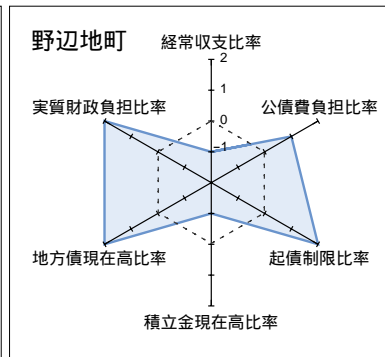 野辺地町
経常収支比率
2
1
0
-1
公債費負担比率
起債制限比率
積立金現在高比率
地方債現在高比率
実質財政負担比率